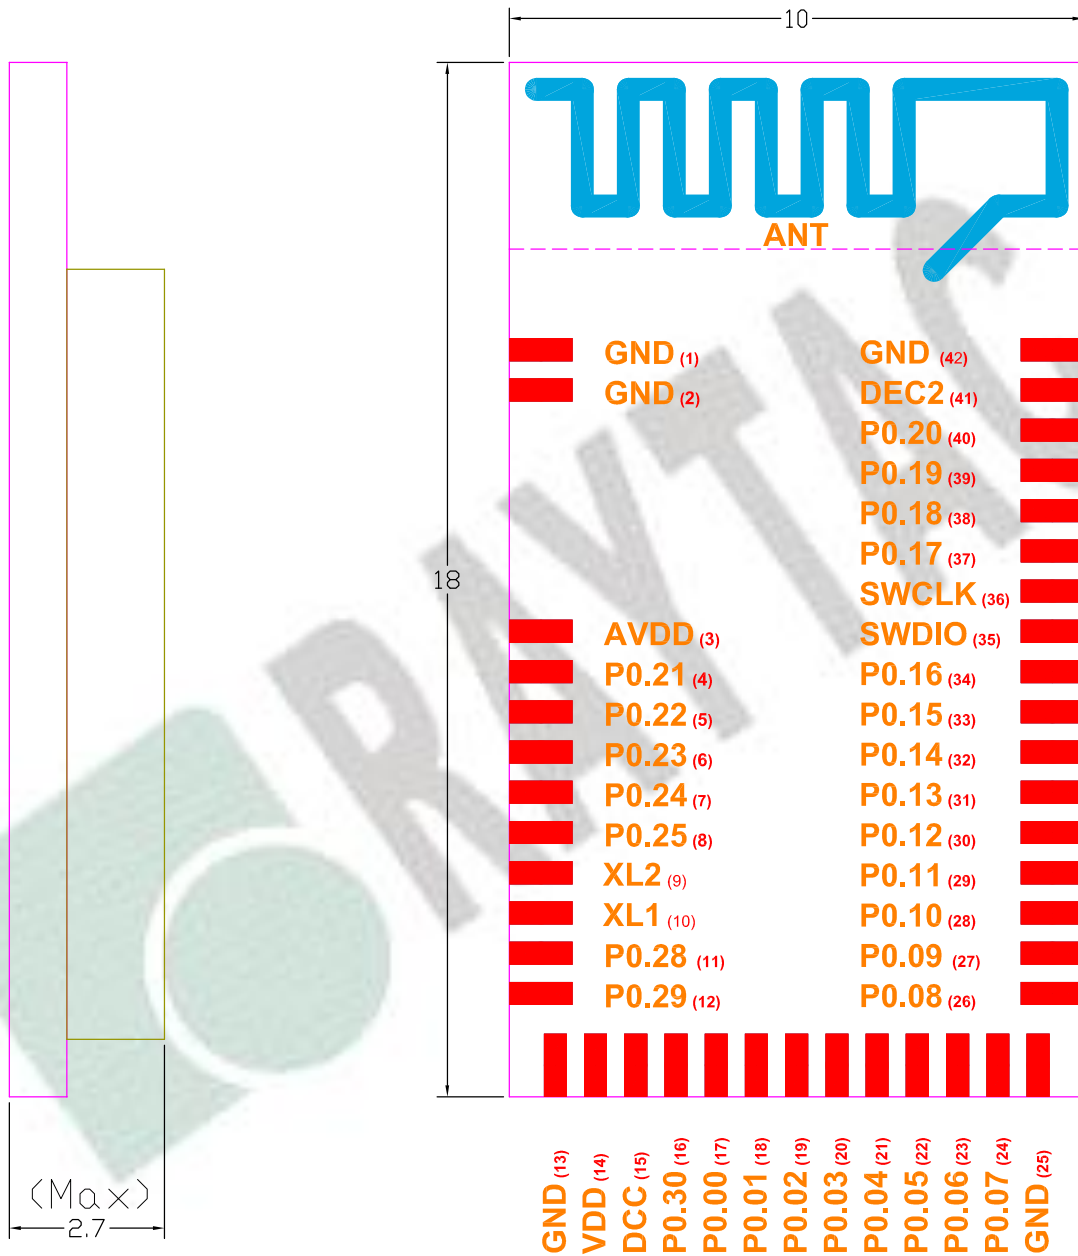 10
ANT
18
GND (1)
GND (2)
AVDD (3)
P0.21 (4)
P0.22 (5)
P0.23 (6)
P0.24 (7)
P0.25 (8)
XL2 (9)
XL1 (10)
P0.28 (11)
P0.29 (12)
GND (42)
DEC2 (41)
P0.20 (40)
P0.19 (39)
P0.18 (38)
P0.17 (37)
SWCLK (36)
SWDIO (35)
P0.16 (34)
P0.15 (33)
P0.14 (32)
P0.13 (31)
P0.12 (30)
P0.11 (29)
P0.10 (28)
P0.09 (27)
P0.08 (26)
GND (13)
VDD (14)
DCC (15)
P0.30 (16)
P0.00 (17)
P0.01 (18)
P0.02 (19)
P0.03 (20)
P0.04 (21)
P0.05 (22)
P0.06 (23)
P0.07 (24)
GND (25)
(Max)
2.7
RAYTAC